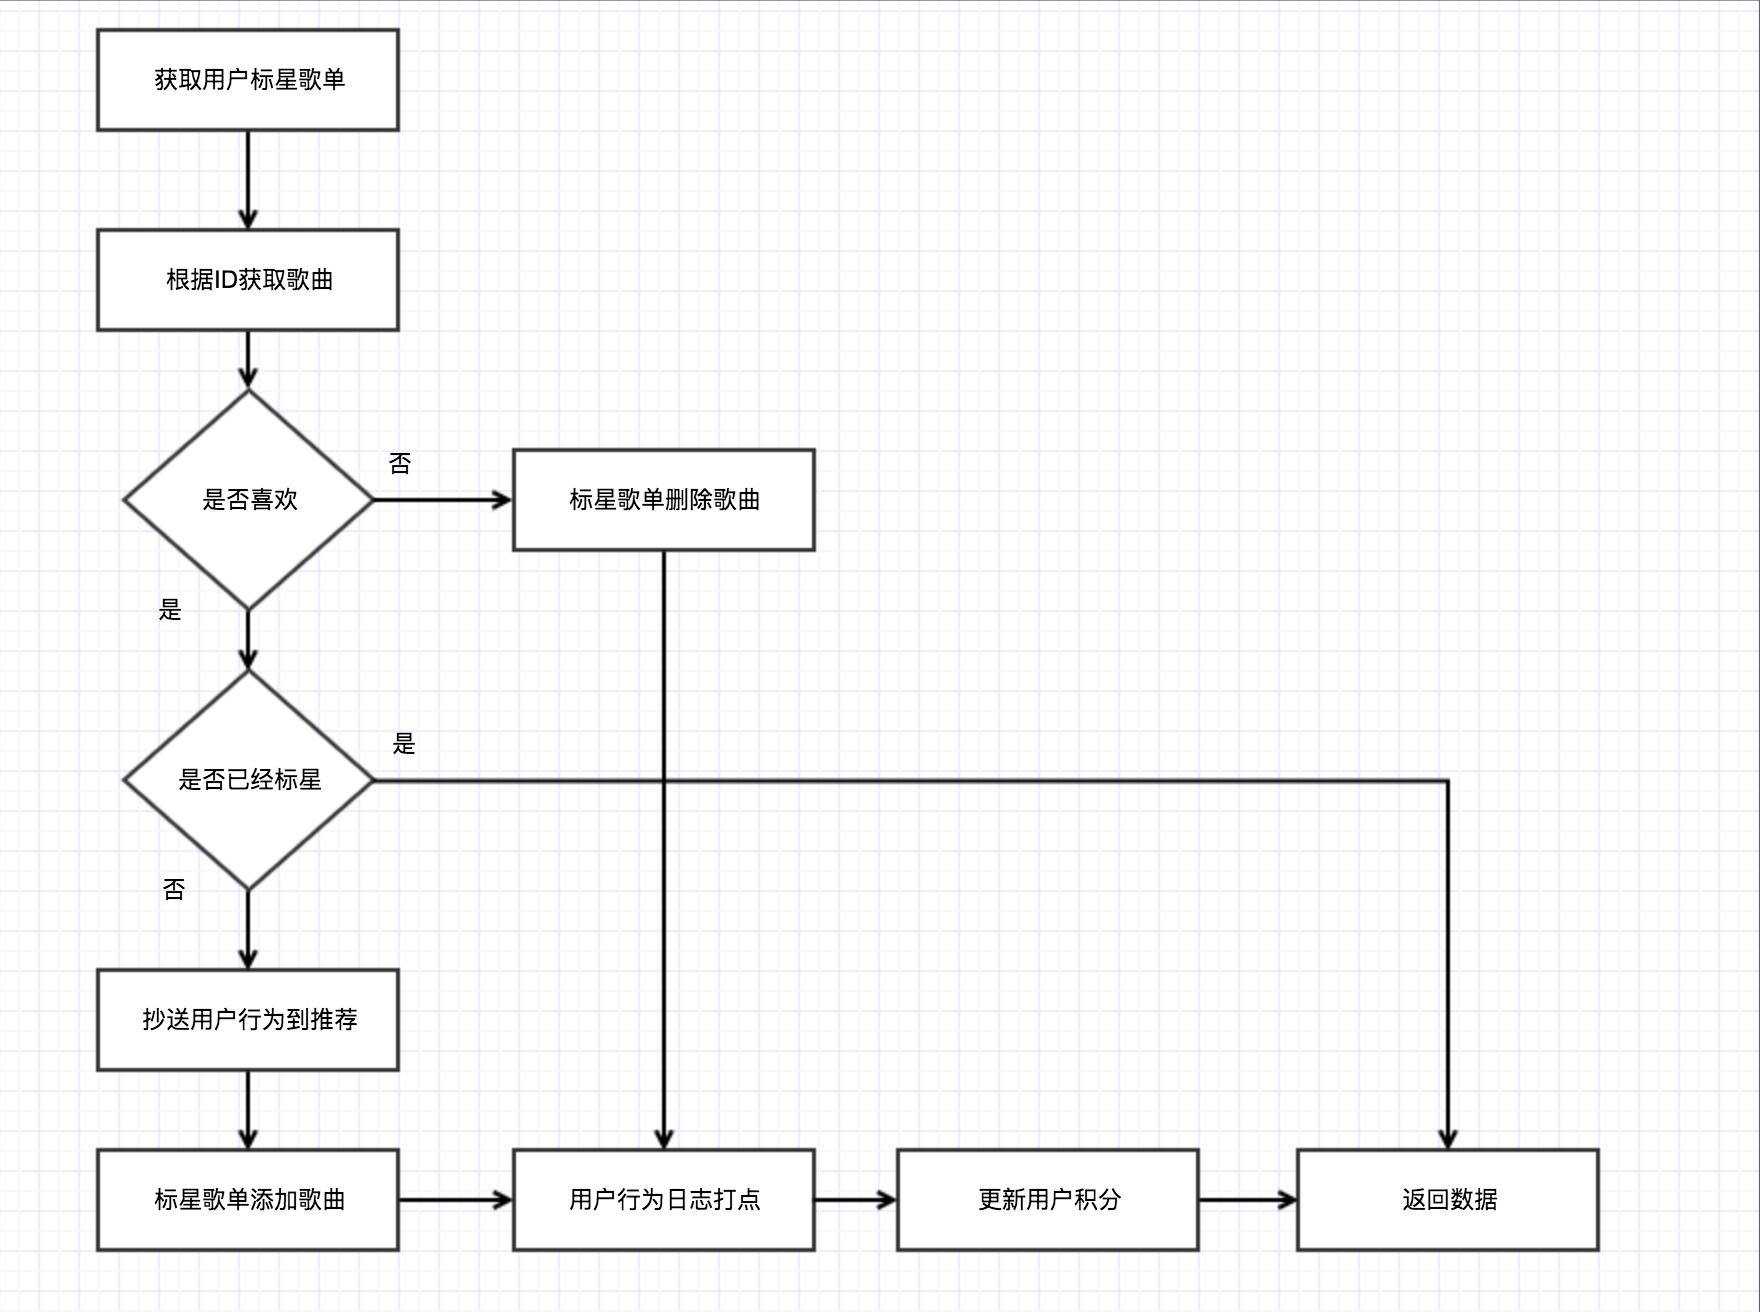 获取用户标星歌单
根据ID获取歌曲
是否喜欢
否
标星歌单删除歌曲
是
是否已经标星
是
否
抄送用户行为到推荐
标星歌单添加歌曲
用户行为日志打点
更新用户积分
返回数据